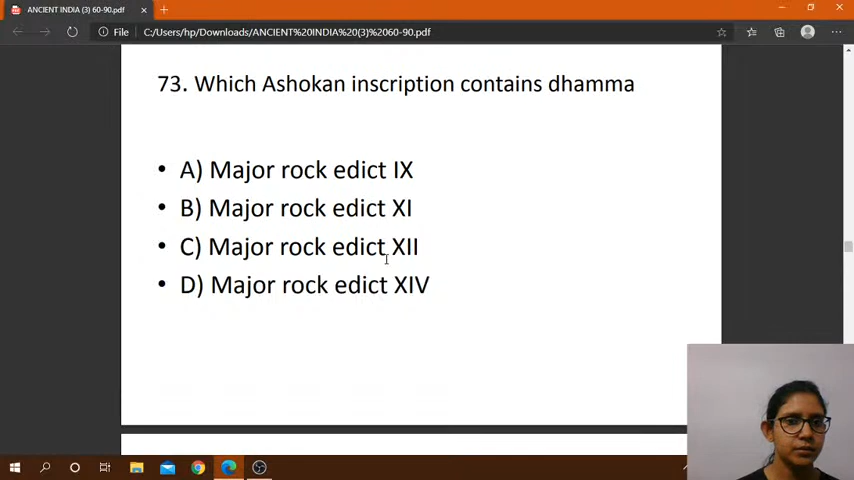 ANCIENT INDIA (3) 60-90.pdf
File
C:/Users/hp/Downloads/ANCIENT%20INDIA%20(3)%2060-90.pdf
73. Which Ashokan inscription contains dhamma
• A) Major rock edict IX
• B) Major rock edict XI
• C) Major rock edict XII
• D) Major rock edict XIV